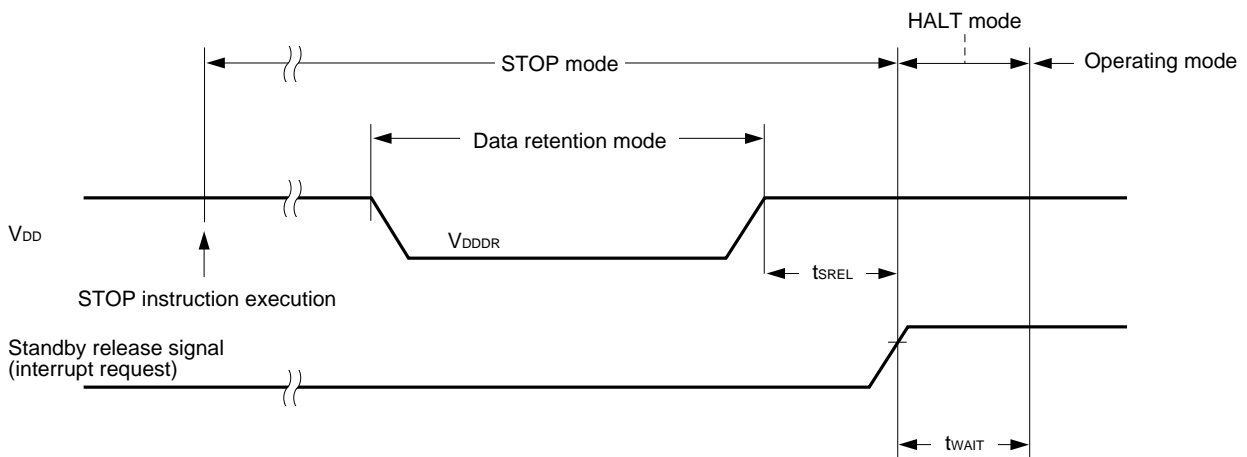 HALT mode
STOP mode
Operating mode
Data retention mode
VDD
VDDDR
tSREL
STOP instruction execution
Standby release signal
(interrupt request)
tWAIT